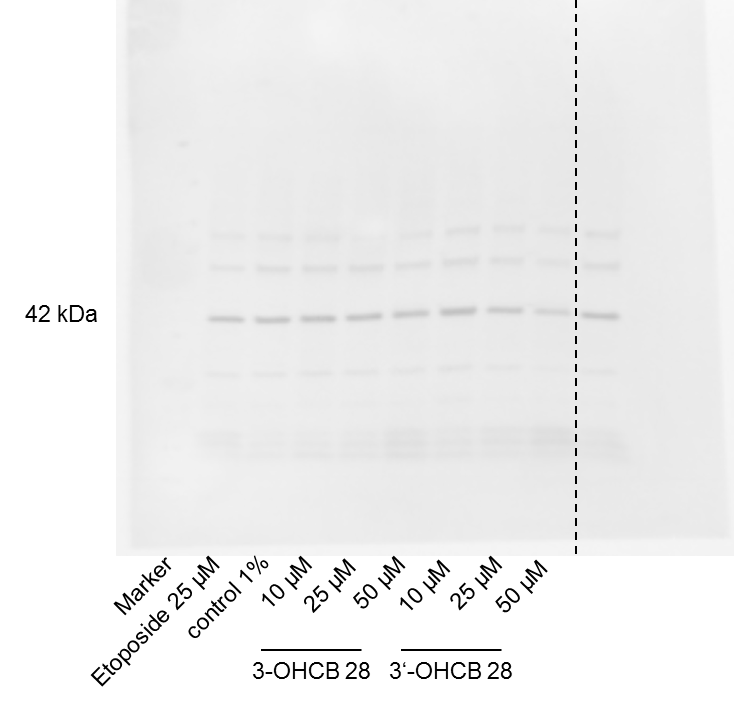 42 kDa
Marker
Etoposide 25 µM
control 1%
10 µM
25 µM
50 µM
10 µM
25 µM
50 µM
3-OHCB 28
3‘-OHCB 28